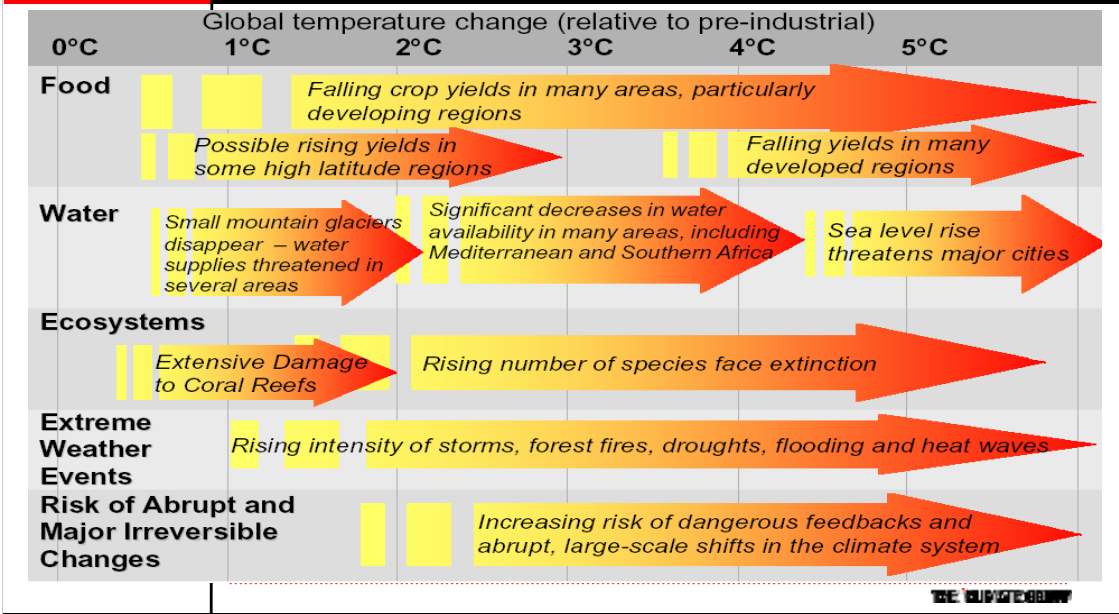 Global temperature change (relative to pre-industrial)
0°C 1°C 2°C 3°C 4°C 5°C
Food
Falling crop yields in many areas, particularly
developing regions
Possible rising yields in
some high latitude regions
Falling yields in many
developed regions
Water
Small mountain glaciers
disappear – water
supplies threatened in
several areas
Significant decreases in water
availability in many areas, including
Mediterranean and Southern Africa
Sea level rise
threatens major cities
Ecosystems
Extensive Damage
to Coral Reefs
Rising number of species face extinction
Extreme
Weather
Events
Rising intensity of storms, forest fires, droughts, flooding and heat waves
Risk of Abrupt and
Major Irreversible
Changes
Increasing risk of dangerous feedbacks and
abrupt, large-scale shifts in the climate system